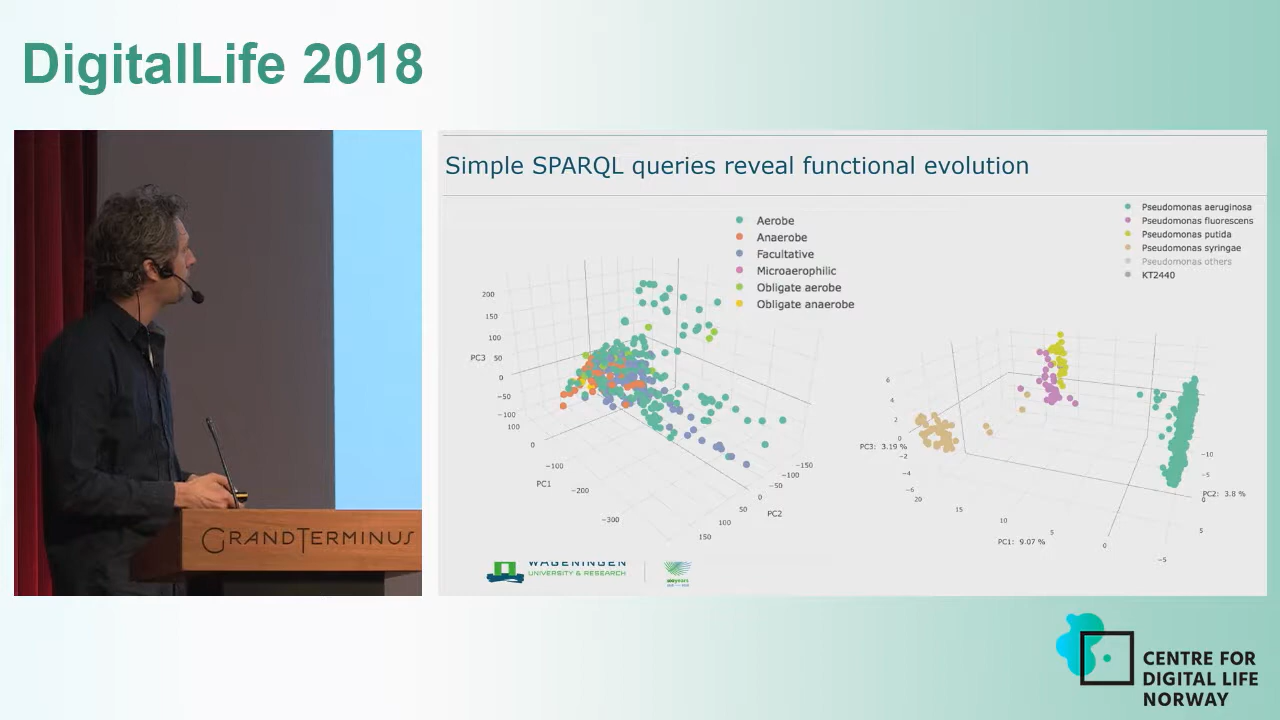 DigitalLife 2018
Simple SPARQL queries reveal functional evolution
Aerobe
Anaerobe
Facultative
Microaerophilic
Obligate aerobe
Obligate anaerobe
200
150
100
PC3 50
0
−50
−100
100
0
−100
PC1
−200
−300
−150
−100
−50
0
50
PC2
100
150
Pseudomonas aeruginosa
Pseudomonas fluorescens
Pseudomonas putida
Pseudomonas syringae
Pseudomonas others
KT2440
6
4
2
0
PC3: 3.19 %
−2
−4
−6
20
15
10
PC1: 9.07 %
5
0
−5
−10
−5
PC2: 3.8 %
0
5
WAGENINGEN
UNIVERSITY & RESEARCH
GRANDTERMINUS
CENTRE FOR
DIGITAL LIFE
NORWAY